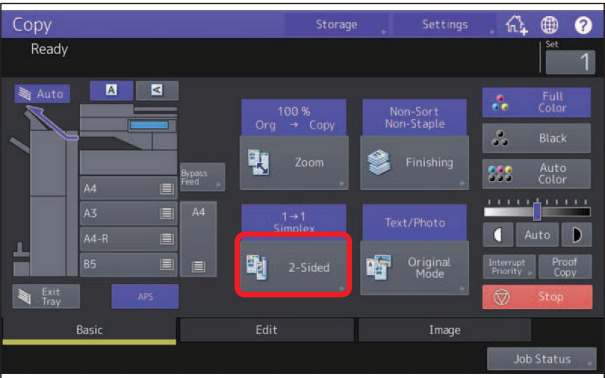 Copy
Storage
Settings
?
Ready
Set
1
Auto
A
A
100 %
Org → Copy
Non-Sort
Non-Staple
Full
Color
Zoom
Finishing
Black
Bypass
Feed
Auto
Color
A4
A3
A4
A4-R
B5
1→1
Simplex
Text/Photo
2-Sided
Original
Mode
Auto
Interrupt
Priority
Proof
Copy
Exit
Tray
APS
Stop
Basic
Edit
Image
Job Status